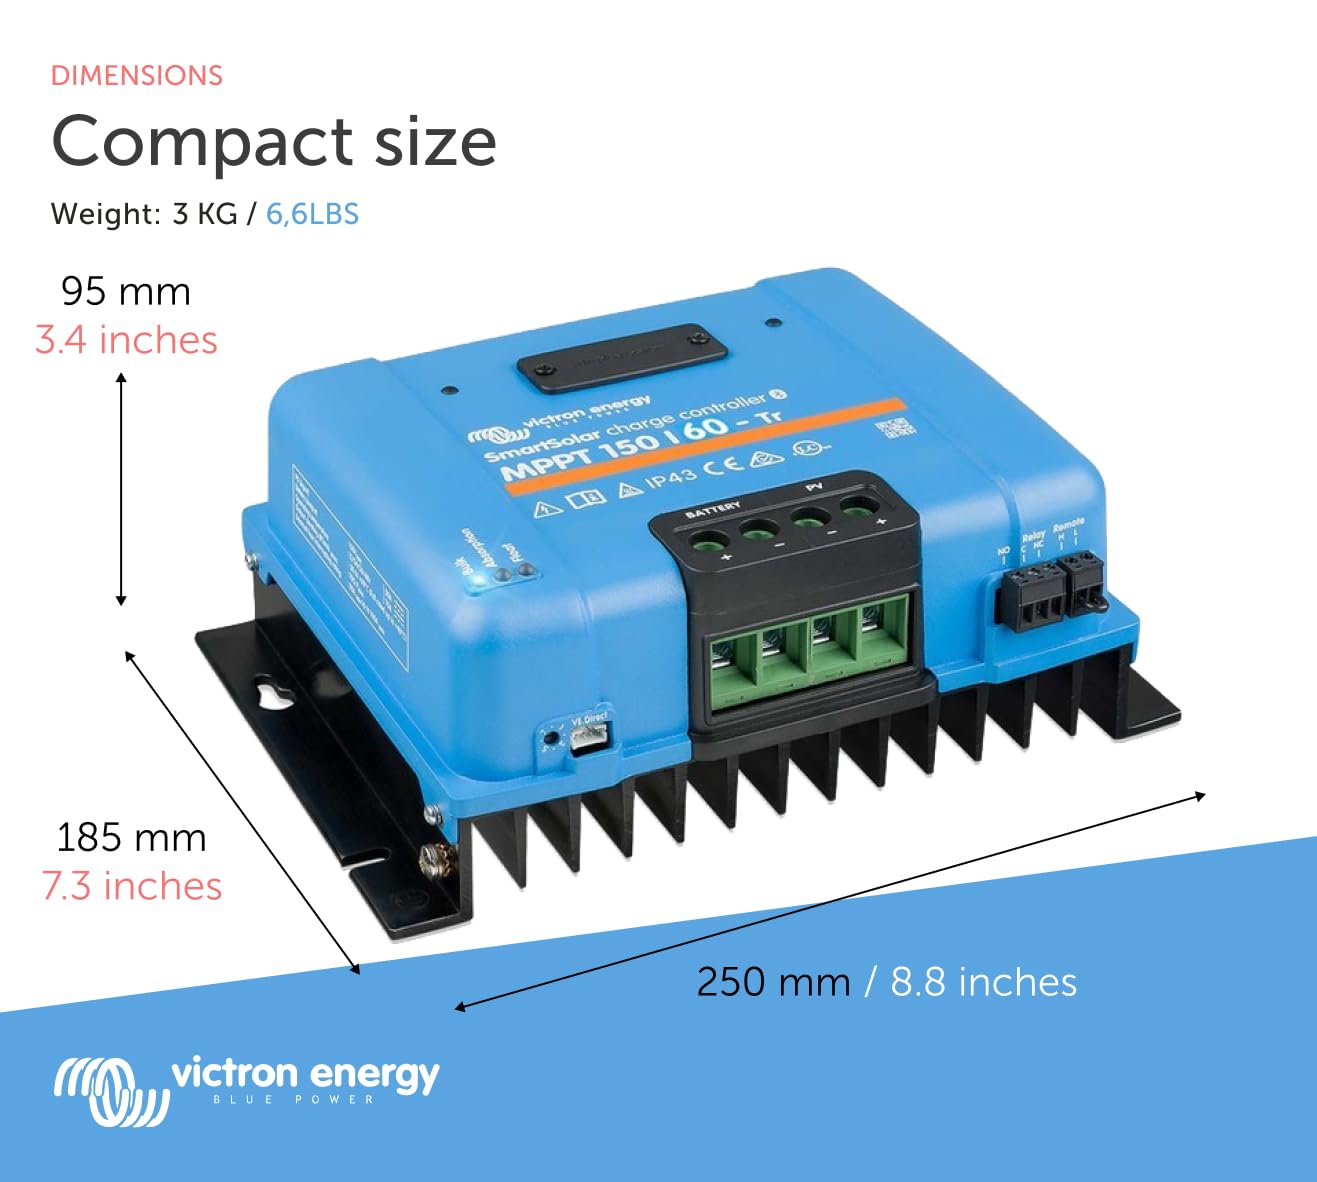 DIMENSIONS
Compact size
Weight: 3 KG / 6,6LBS
95 mm
3.4 inches
victron energy
BLUE POWER
SmartSolar charge controller
MPPT 150 | 60 - Tr
IP43 CE
BATTERY
PV
+ - - +
Bulk
Absorption
Float
Relay
Remote
NO C NC H L
VE.Direct
185 mm
7.3 inches
250 mm / 8.8 inches
victron energy
BLUE POWER